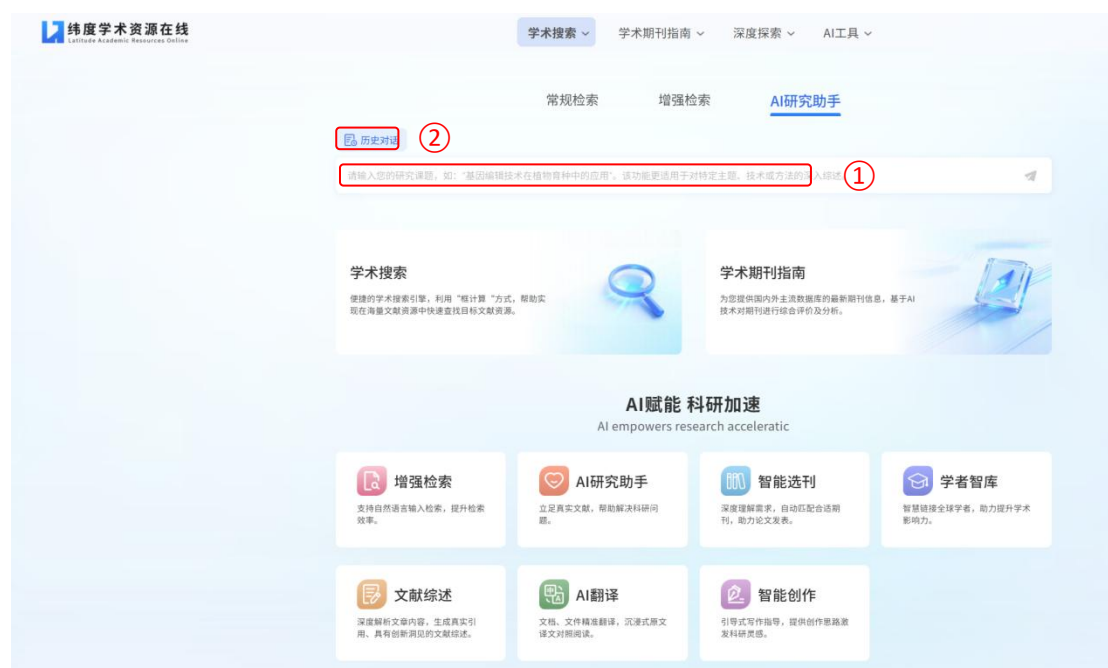 纬度学术资源在线
Latitude Academic Resources Online
学术搜索 学术期刊指南 深度探索 AI工具
常规检索 增强检索 AI研究助手
历史对话 ②
请输入您的研究课题，如：“基因编辑技术在植物育种中的应用”。该功能更适用于对特定主题、技术或方法的深入综述 ①
学术搜索
便捷的学术搜索引擎，利用“框计算”方式，帮助实
现在海量文献资源中快速查找目标文献资源。
学术期刊指南
为您提供国内外主流数据库的最新期刊信息，基于AI
技术对期刊进行综合评价及分析。
AI赋能 科研加速
AI empowers research acceleratic
增强检索
支持自然语言输入检索，提升检索
效率。
AI研究助手
立足真实文献，帮助解决科研问
题。
智能选刊
深度理解需求，自动匹配合适期
刊，助力论文发表。
学者智库
智慧链接全球学者，助力提升学术
影响力。
文献综述
深度解析文章内容，生成真实引
用、具有创新洞见的文献综述。
AI翻译
文档、文件精准翻译，沉浸式原文
译文对照阅读。
智能创作
引导式写作指导，提供创作思路激
发科研灵感。